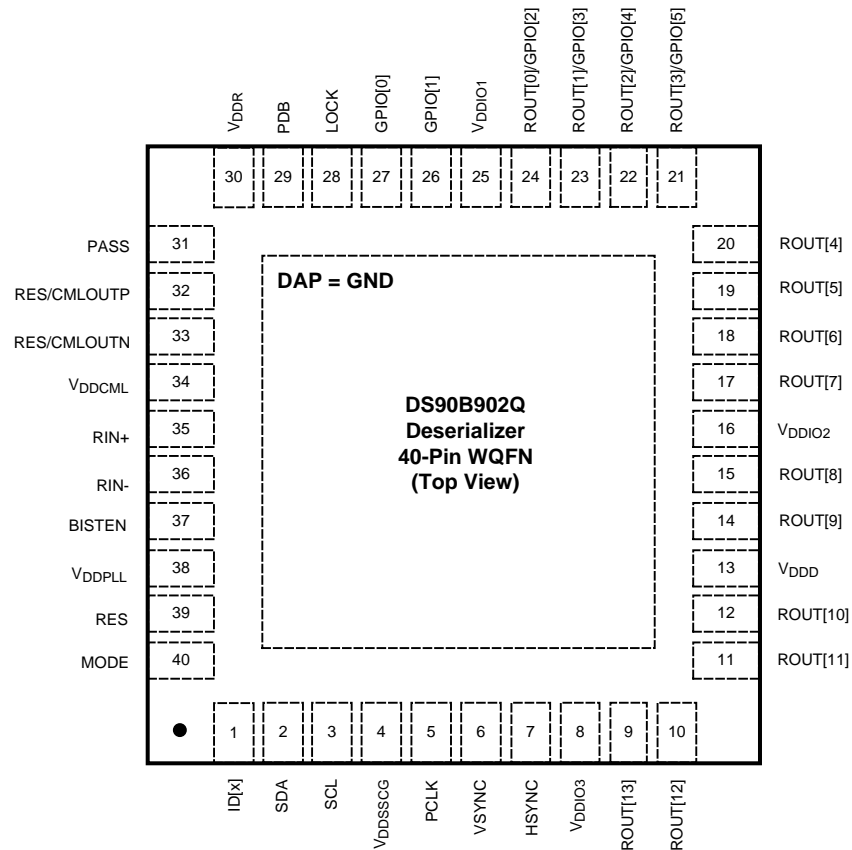 VDDR
PDB
LOCK
GPIO[0]
GPIO[1]
VDDIO1
ROUT[0]/GPIO[2]
ROUT[1]/GPIO[3]
ROUT[2]/GPIO[4]
ROUT[3]/GPIO[5]
30 29 28 27 26 25 24 23 22 21
PASS 31
RES/CMLOUTP 32
RES/CMLOUTN 33
VDDCML 34
RIN+ 35
RIN- 36
BISTEN 37
VDDPLL 38
RES 39
MODE 40
DAP = GND
DS90B902Q
Deserializer
40-Pin WQFN
(Top View)
20 ROUT[4]
19 ROUT[5]
18 ROUT[6]
17 ROUT[7]
16 VDDIO2
15 ROUT[8]
14 ROUT[9]
13 VDDD
12 ROUT[10]
11 ROUT[11]
1 2 3 4 5 6 7 8 9 10
ID[x]
SDA
SCL
VDDSSCG
PCLK
VSYNC
HSYNC
VDDIO3
ROUT[13]
ROUT[12]